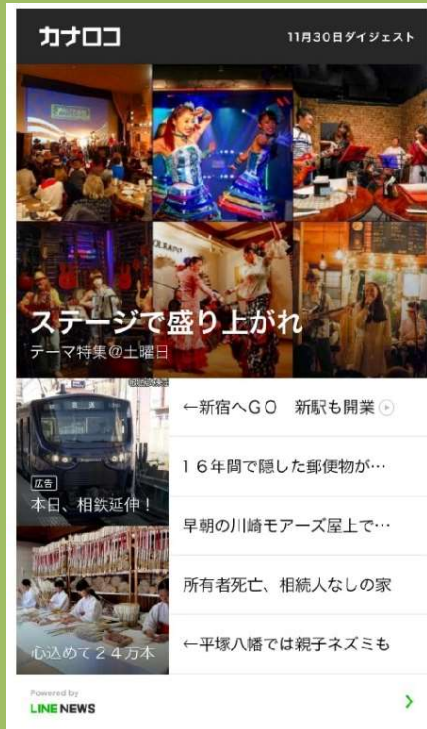 カナロコ
11月30日ダイジェスト
ステージで盛り上がれ
テーマ特集@土曜日
←新宿へGO　新駅も開業
広告
本日、相鉄延伸！
16年間で隠した郵便物が…
早朝の川崎モアーズ屋上で…
所有者死亡、相続人なしの家
心込めて24万本
←平塚八幡では親子ネズミも
Powered by
LINE NEWS